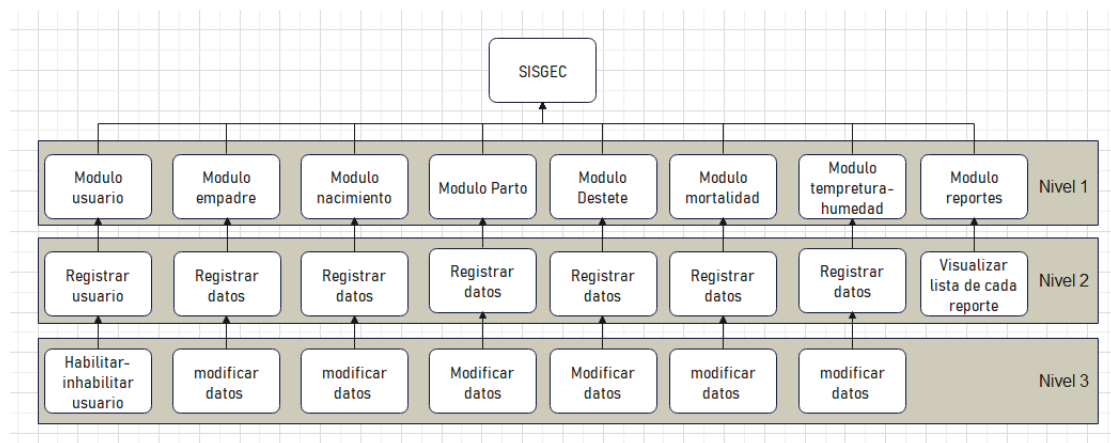 SISGEC
Modulo
usuario
Modulo
empadre
Modulo
nacimiento
Modulo Parto
Modulo
Destete
Modulo
mortalidad
Modulo
tempretura-
humedad
Modulo
reportes
Nivel 1
Registrar
usuario
Registrar
datos
Registrar
datos
Registrar
datos
Registrar
datos
Registrar
datos
Registrar
datos
Visualizar
lista de cada
reporte
Nivel 2
Habilitar-
inhabilitar
usuario
modificar
datos
modificar
datos
Modificar
datos
Modificar
datos
modificar
datos
modificar
datos
Nivel 3